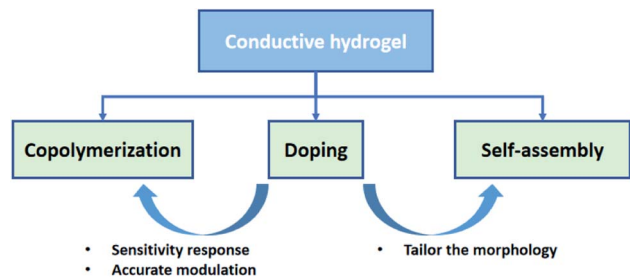 Conductive hydrogel
Copolymerization
Doping
Self-assembly
• Sensitivity response
• Accurate modulation
• Tailor the morphology